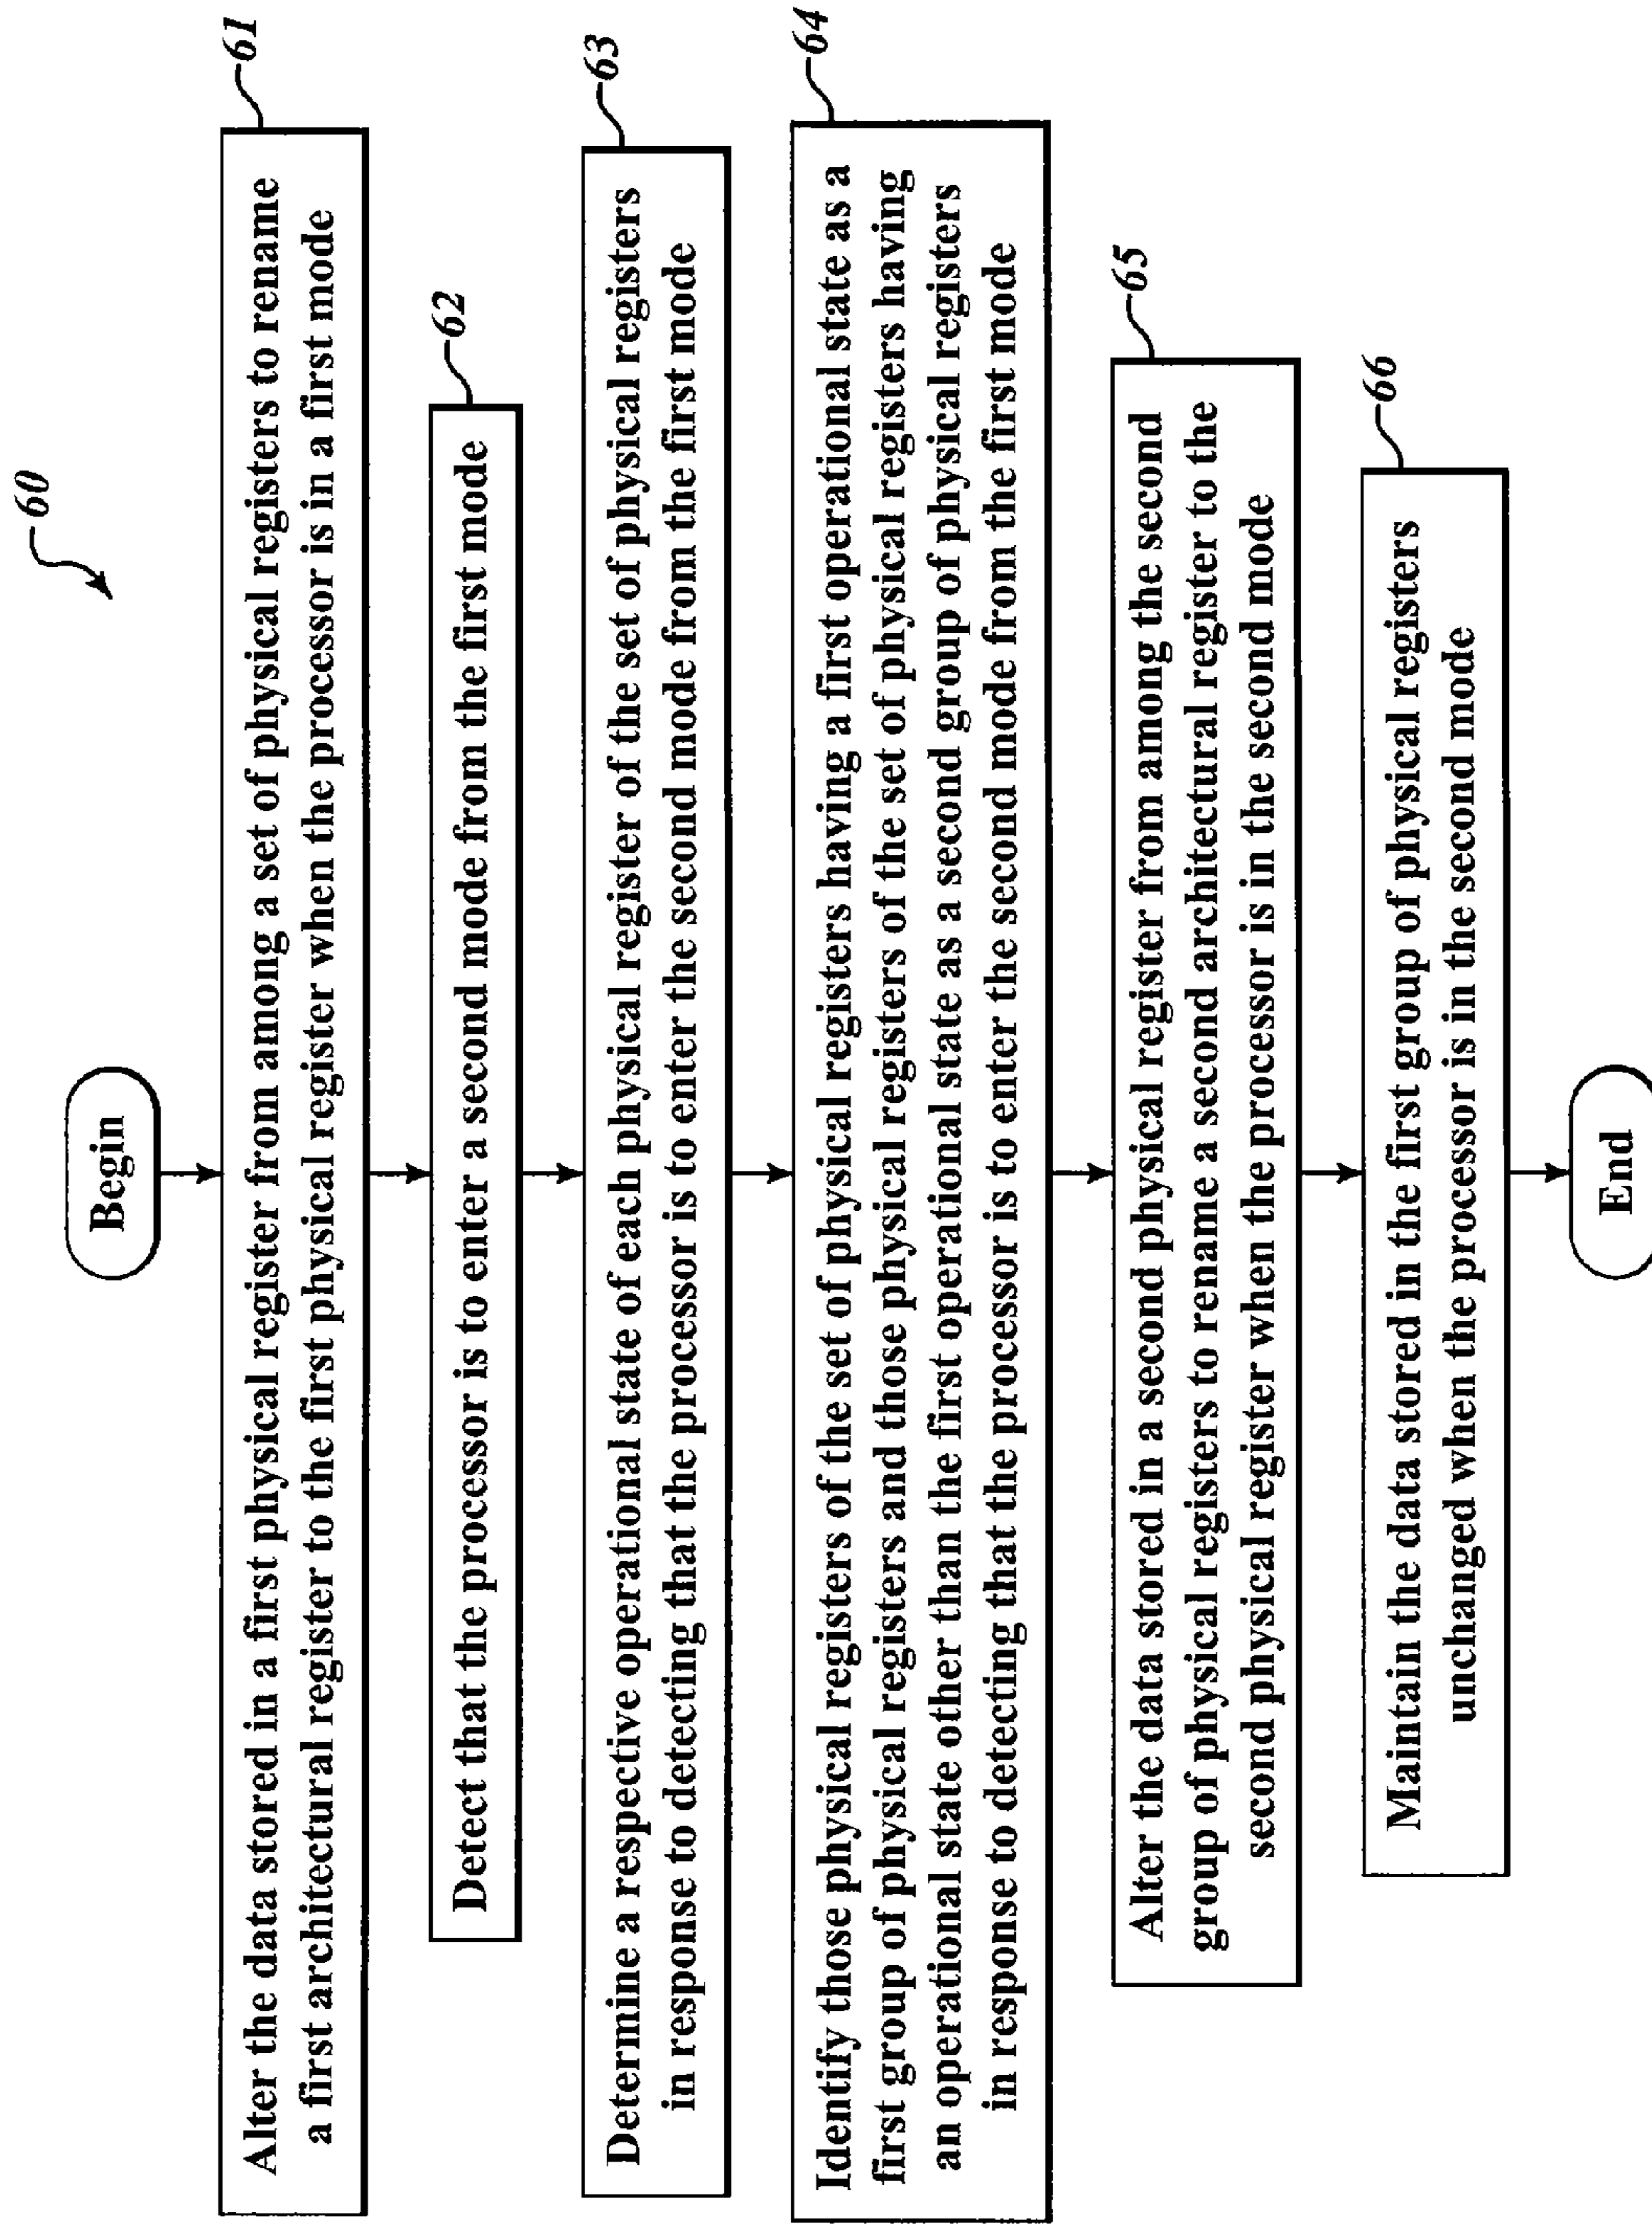 60
Begin
61
Alter the data stored in a first physical register from among a set of physical registers to rename
a first architectural register to the first physical register when the processor is in a first mode
62
Detect that the processor is to enter a second mode from the first mode
63
Determine a respective operational state of each physical register of the set of physical registers
in response to detecting that the processor is to enter the second mode from the first mode
64
Identify those physical registers of the set of physical registers having a first operational state as a
first group of physical registers and those physical registers of the set of physical registers having
an operational state other than the first operational state as a second group of physical registers
in response to detecting that the processor is to enter the second mode from the first mode
65
Alter the data stored in a second physical register from among the second
group of physical registers to rename a second architectural register to the
second physical register when the processor is in the second mode
66
Maintain the data stored in the first group of physical registers
unchanged when the processor is in the second mode
End